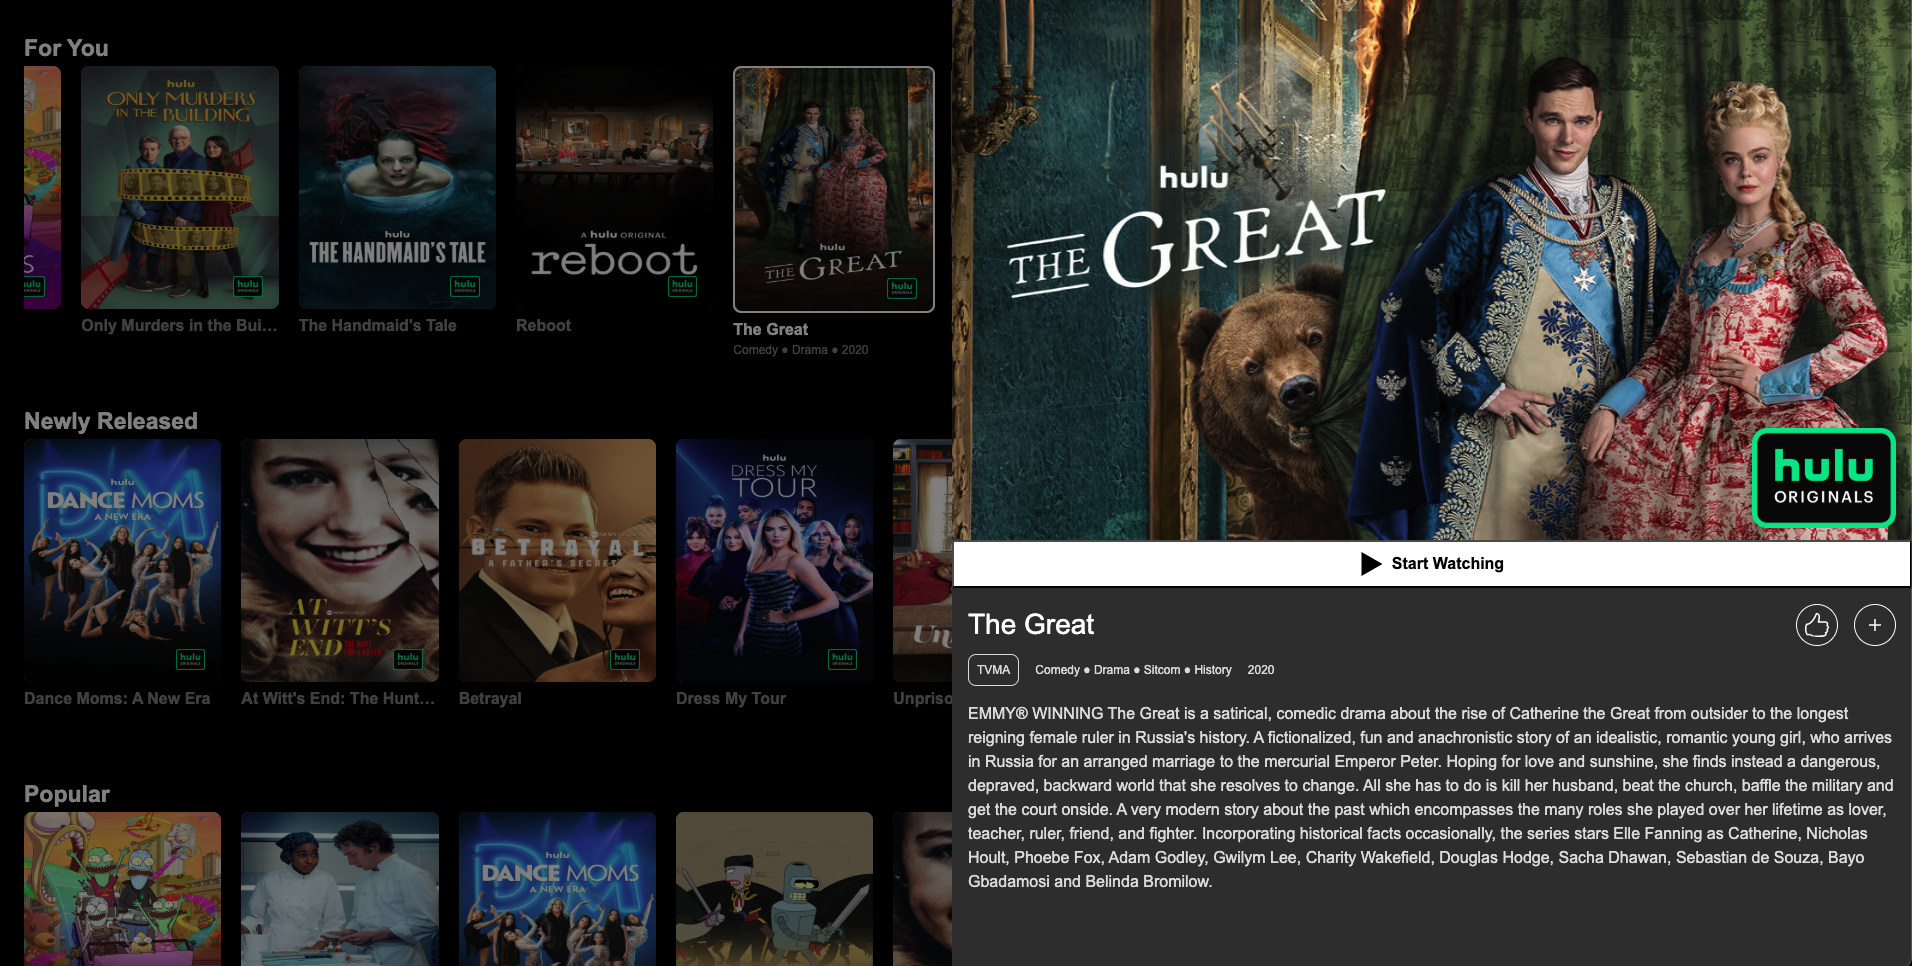 For You
hulu
ONLY MURDERS
IN THE BUILDING
hulu
ORIGINALS
Only Murders in the Bui...
hulu
THE HANDMAID'S TALE
hulu
ORIGINALS
The Handmaid's Tale
A hulu ORIGINAL
reboot
hulu
ORIGINALS
Reboot
hulu
THE GREAT
hulu
ORIGINALS
The Great
Comedy ● Drama ● 2020
Newly Released
hulu
DANCE MOMS
A NEW ERA
hulu
ORIGINALS
Dance Moms: A New Era
AT
WITT'S
END
hulu
ORIGINALS
At Witt's End: The Hunt...
BETRAYAL
A FATHER'S SECRET
hulu
ORIGINALS
Betrayal
hulu
DRESS MY
TOUR
hulu
ORIGINALS
Dress My Tour
Un
Unpriso
Popular
hulu
DANCE MOMS
A NEW ERA
hulu
THE GREAT
hulu
ORIGINALS
Start Watching
The Great
TVMA
Comedy ● Drama ● Sitcom ● History 2020
EMMY® WINNING The Great is a satirical, comedic drama about the rise of Catherine the Great from outsider to the longest
reigning female ruler in Russia's history. A fictionalized, fun and anachronistic story of an idealistic, romantic young girl, who arrives
in Russia for an arranged marriage to the mercurial Emperor Peter. Hoping for love and sunshine, she finds instead a dangerous,
depraved, backward world that she resolves to change. All she has to do is kill her husband, beat the church, baffle the military and
get the court onside. A very modern story about the past which encompasses the many roles she played over her lifetime as lover,
teacher, ruler, friend, and fighter. Incorporating historical facts occasionally, the series stars Elle Fanning as Catherine, Nicholas
Hoult, Phoebe Fox, Adam Godley, Gwilym Lee, Charity Wakefield, Douglas Hodge, Sacha Dhawan, Sebastian de Souza, Bayo
Gbadamosi and Belinda Bromilow.